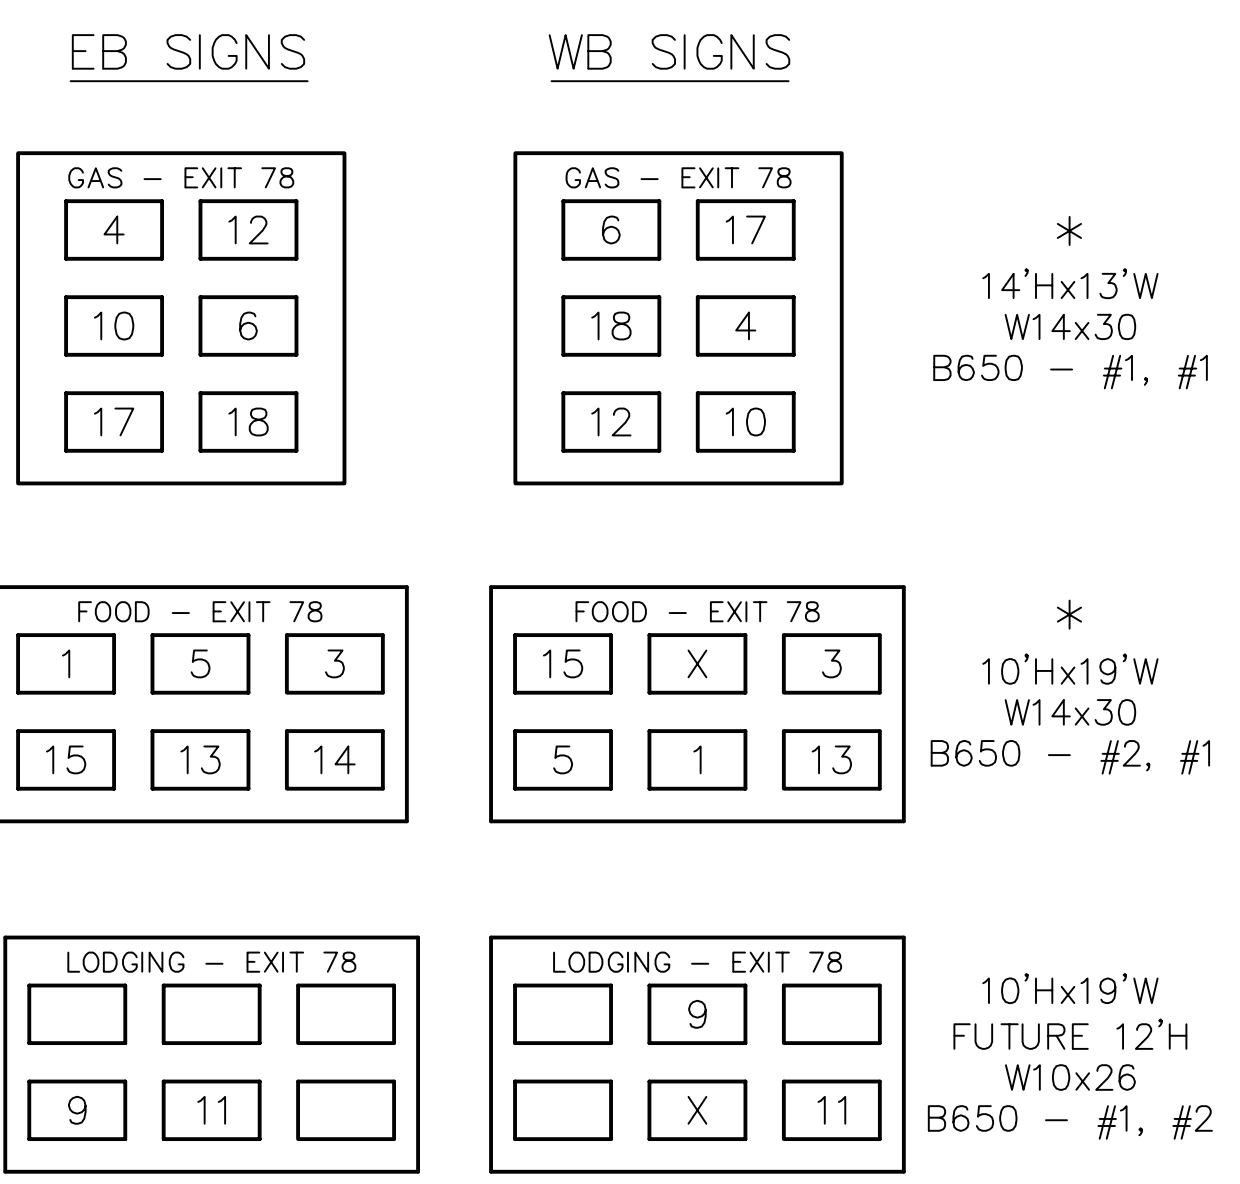 EB SIGNS
WB SIGNS
GAS – EXIT 78
4 12
10 6
17 18
GAS – EXIT 78
6 17
18 4
12 10
*
14'Hx13'W
W14x30
B650 – #1, #1
FOOD – EXIT 78
1 5 3
15 13 14
FOOD – EXIT 78
15 X 3
5 1 13
*
10'Hx19'W
W14x30
B650 – #2, #1
LODGING – EXIT 78
9 11
LODGING – EXIT 78
9
X 11
10'Hx19'W
FUTURE 12'H
W10x26
B650 – #1, #2